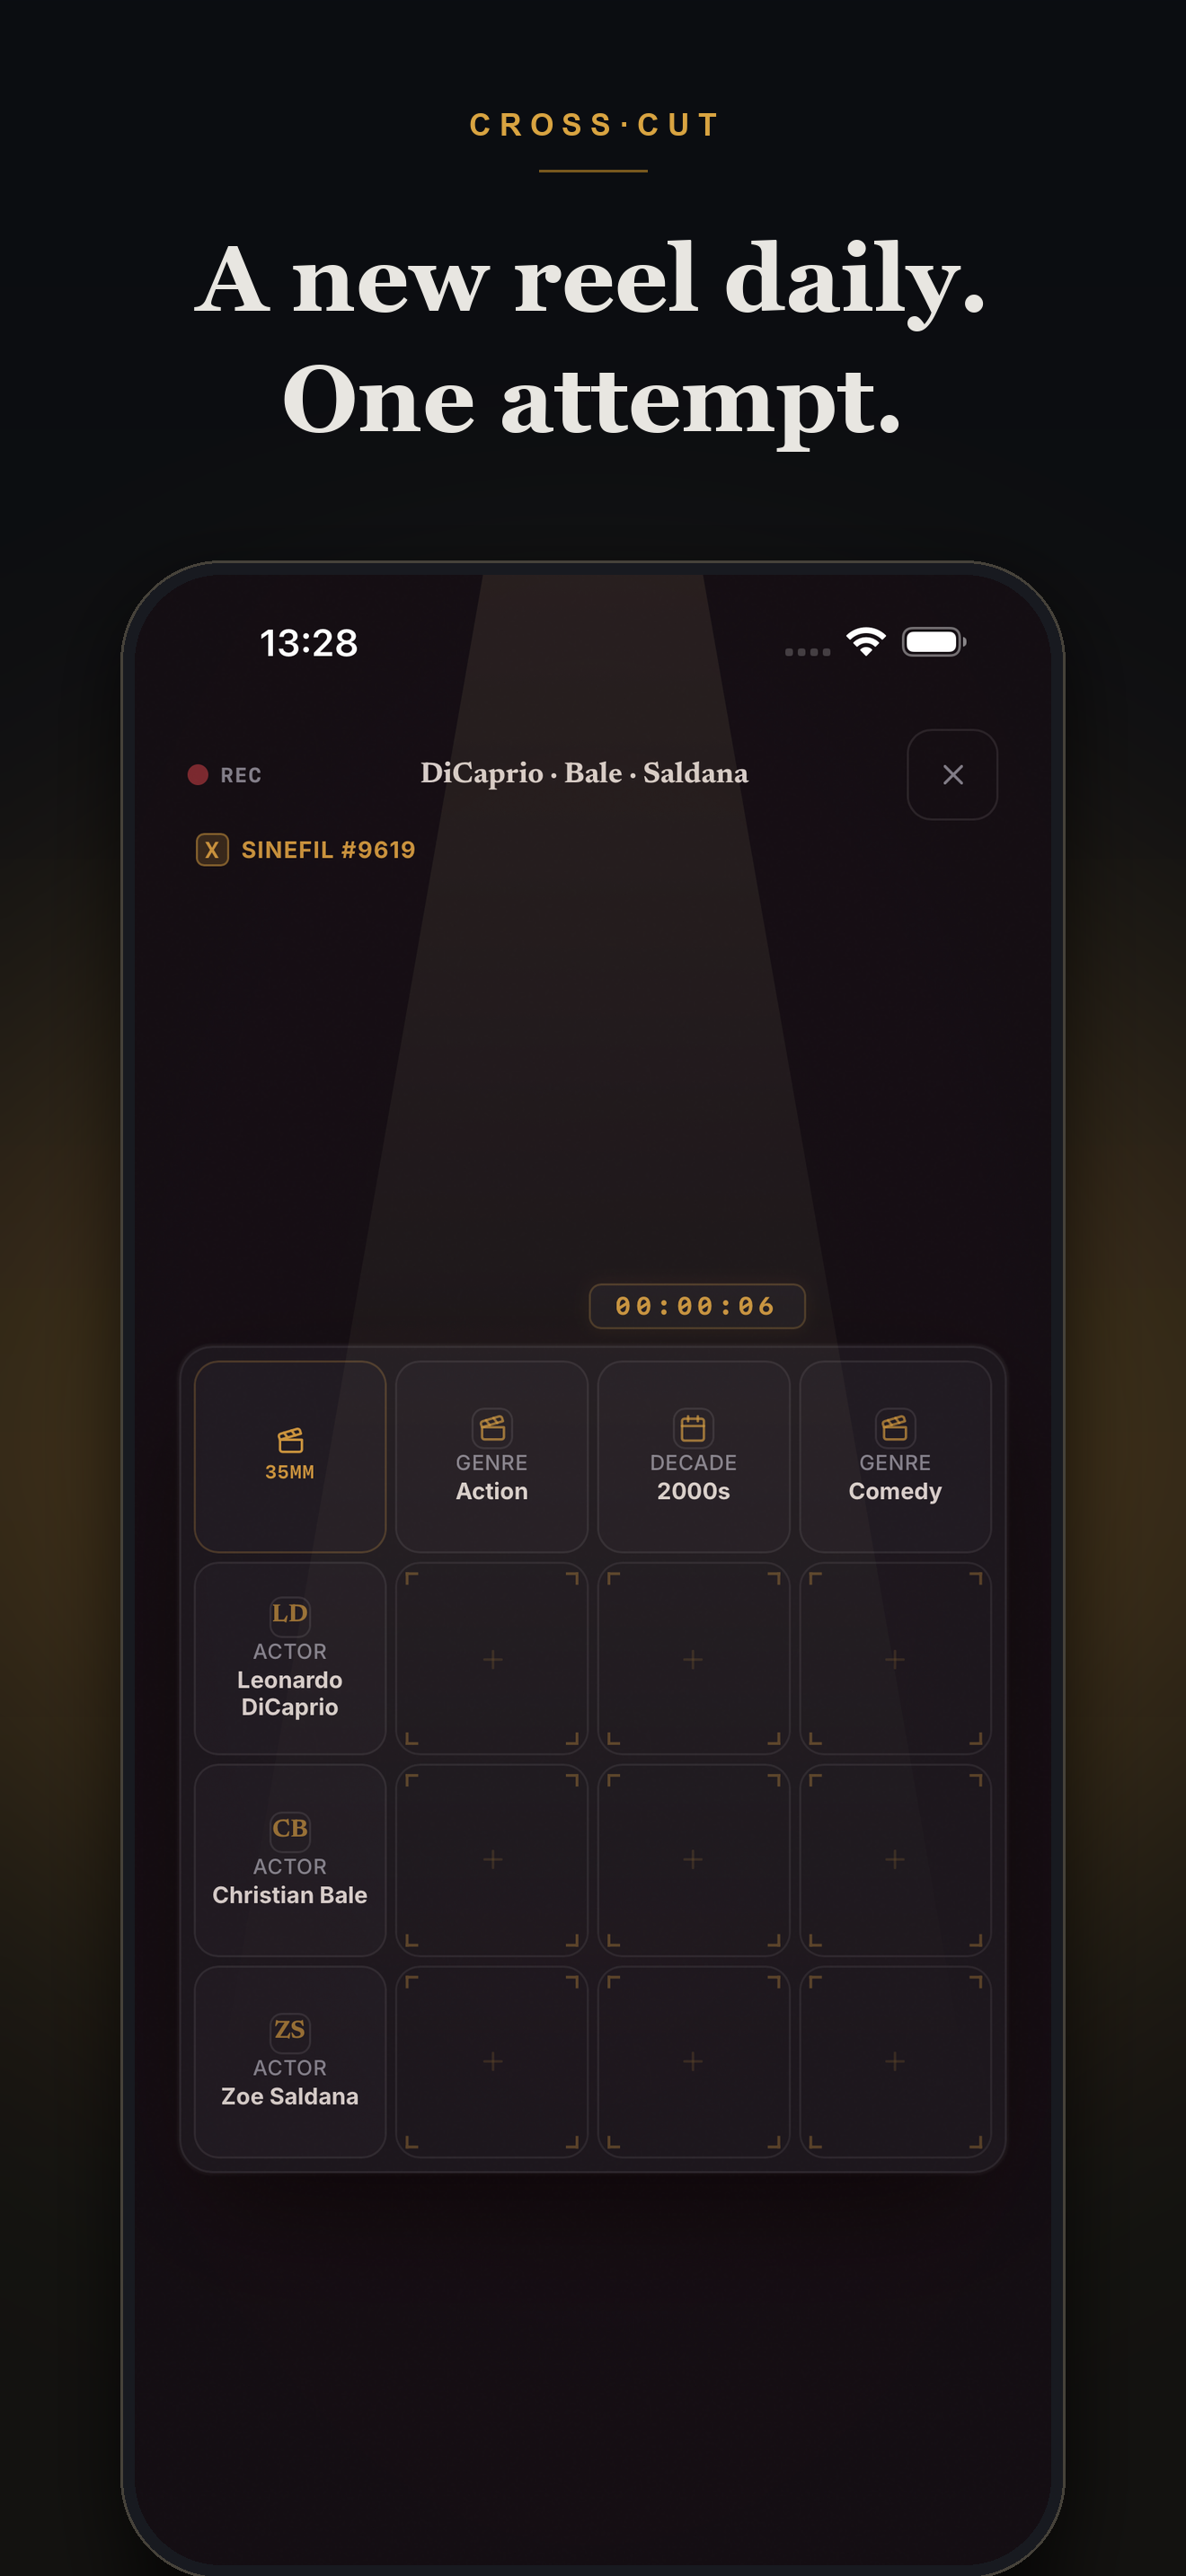 CROSS·CUT
A new reel daily.
One attempt.
13:28
REC
DiCaprio · Bale · Saldana
X SINEFIL #9619
00:00:06
35MM
GENRE
Action
DECADE
2000s
GENRE
Comedy
LD
ACTOR
Leonardo
DiCaprio
CB
ACTOR
Christian Bale
ZS
ACTOR
Zoe Saldana